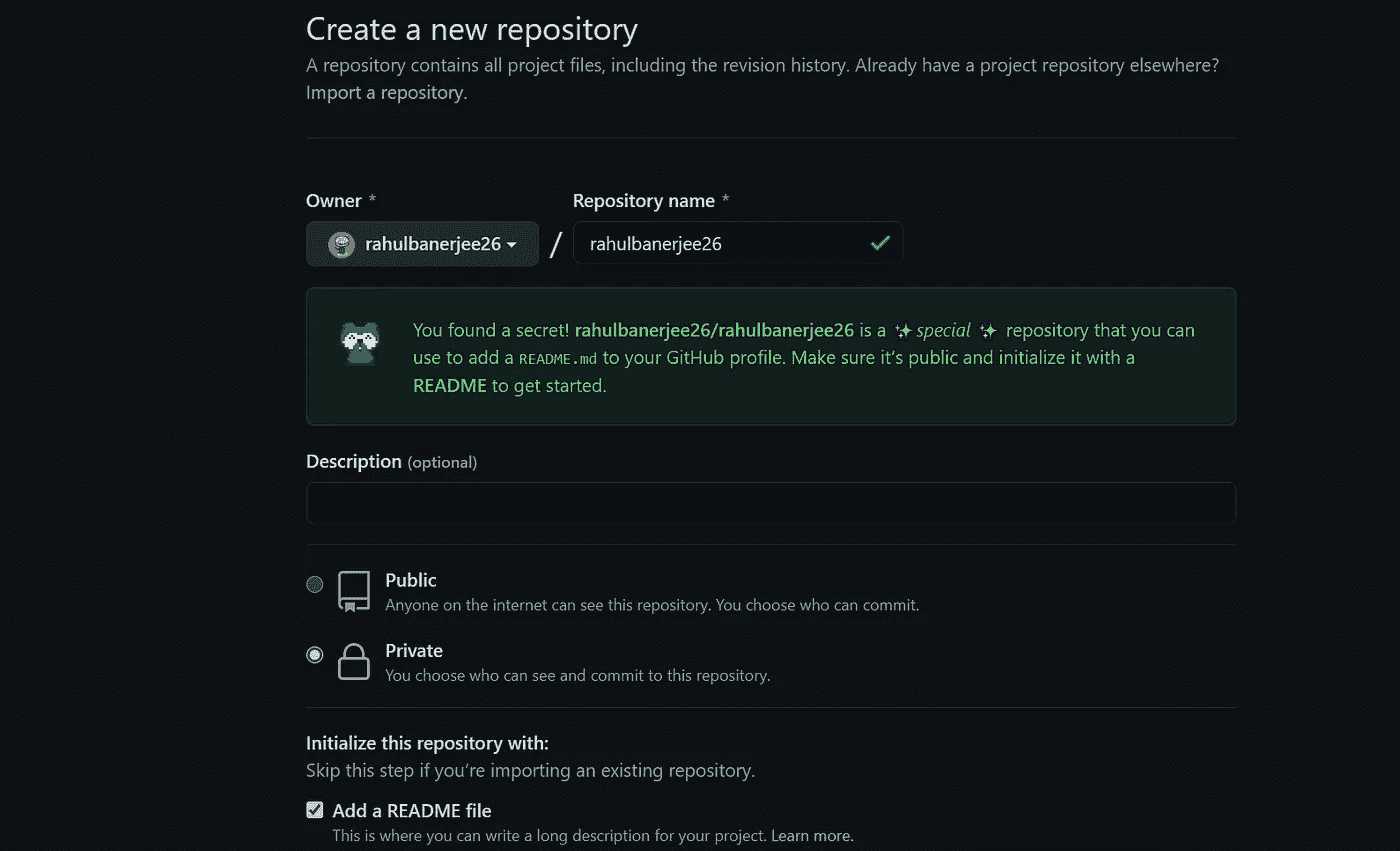 Create a new repository
A repository contains all project files, including the revision history. Already have a project repository elsewhere?
Import a repository.
Owner *
Repository name *
rahulbanerjee26
/
rahulbanerjee26
You found a secret! rahulbanerjee26/rahulbanerjee26 is a ✨ special ✨ repository that you can
use to add a README.md to your GitHub profile. Make sure it’s public and initialize it with a
README to get started.
Description (optional)
Public
Anyone on the internet can see this repository. You choose who can commit.
Private
You choose who can see and commit to this repository.
Initialize this repository with:
Skip this step if you’re importing an existing repository.
Add a README file
This is where you can write a long description for your project. Learn more.